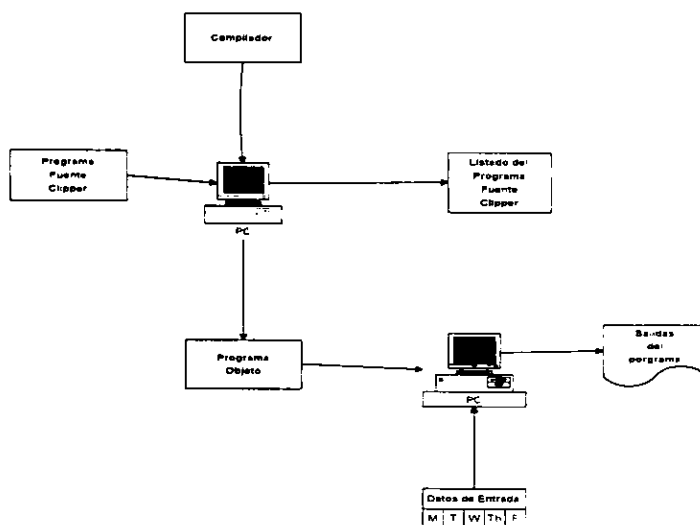 Compilador
Programa
Fuente
Clipper
PC
Listado del
Programa
Fuente
Clipper
Programa
Objeto
PC
Salidas
del
porgrama
Datos de Entrada
M T W Th F